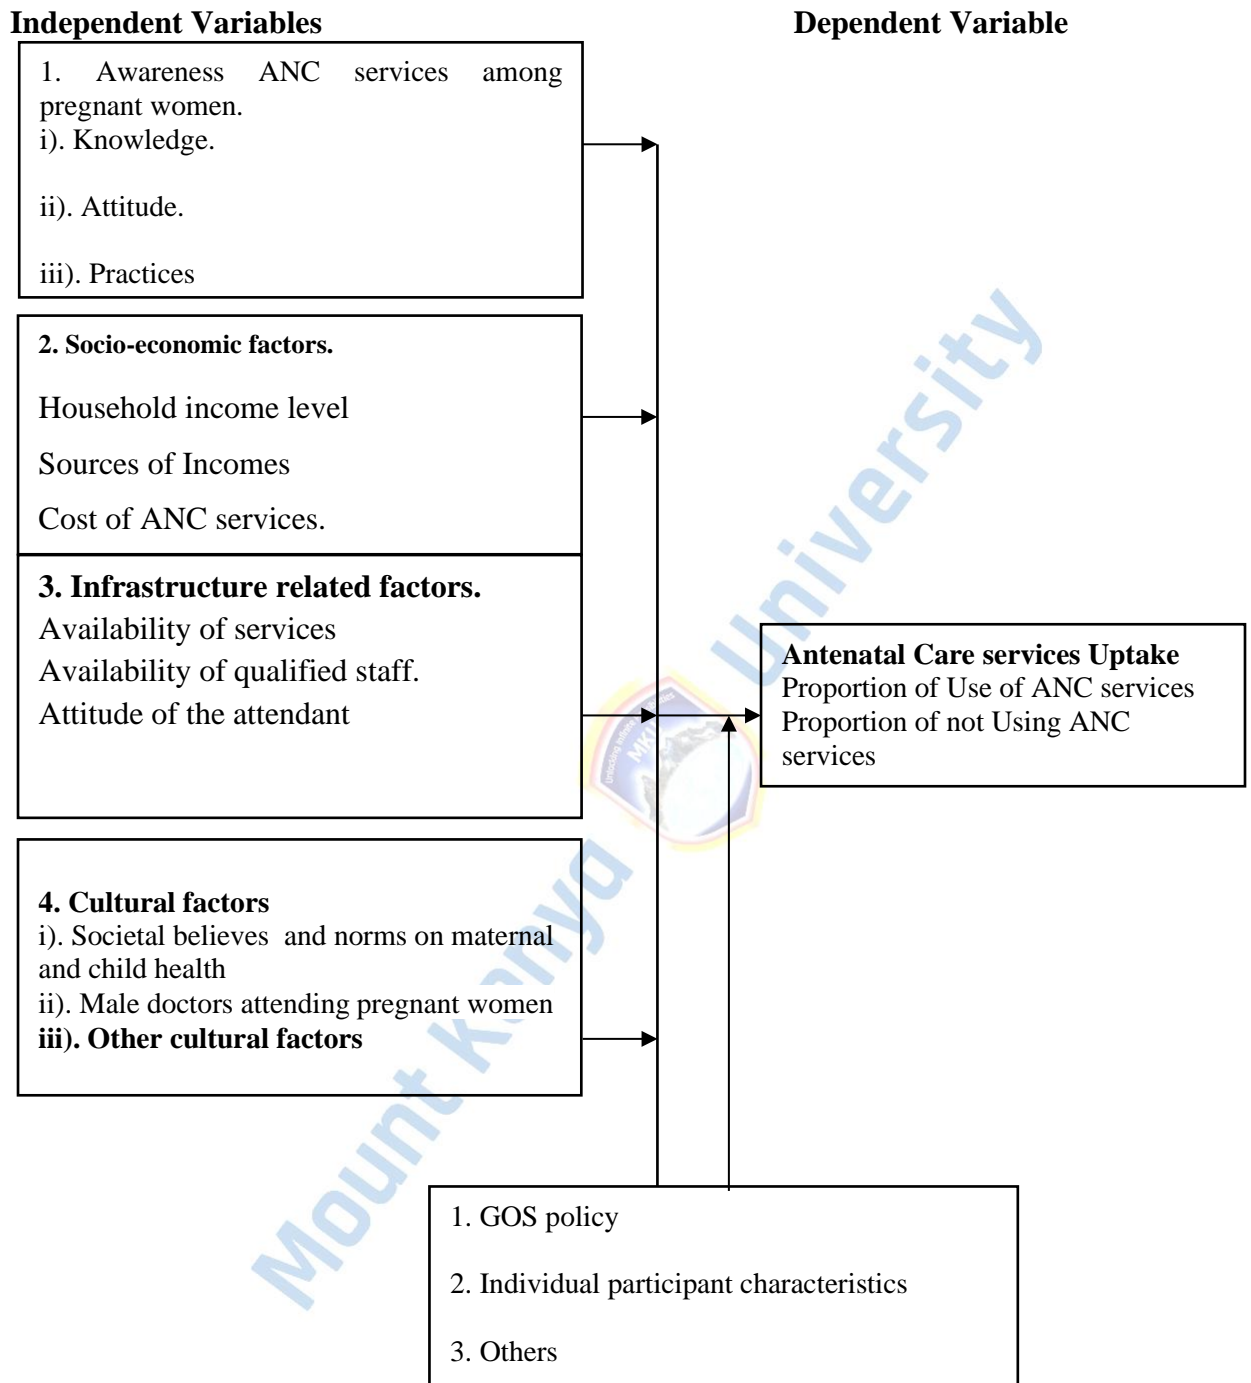 Independent Variables
Dependent Variable
1. Awareness ANC services among
pregnant women.
i). Knowledge.
ii). Attitude.
iii). Practices
2. Socio-economic factors.
Household income level
Sources of Incomes
Cost of ANC services.
3. Infrastructure related factors.
Availability of services
Availability of qualified staff.
Attitude of the attendant
Antenatal Care services Uptake
Proportion of Use of ANC services
Proportion of not Using ANC
services
4. Cultural factors
i). Societal believes and norms on maternal
and child health
ii). Male doctors attending pregnant women
iii). Other cultural factors
1. GOS policy
2. Individual participant characteristics
3. Others
Mount Kenya University
MKU